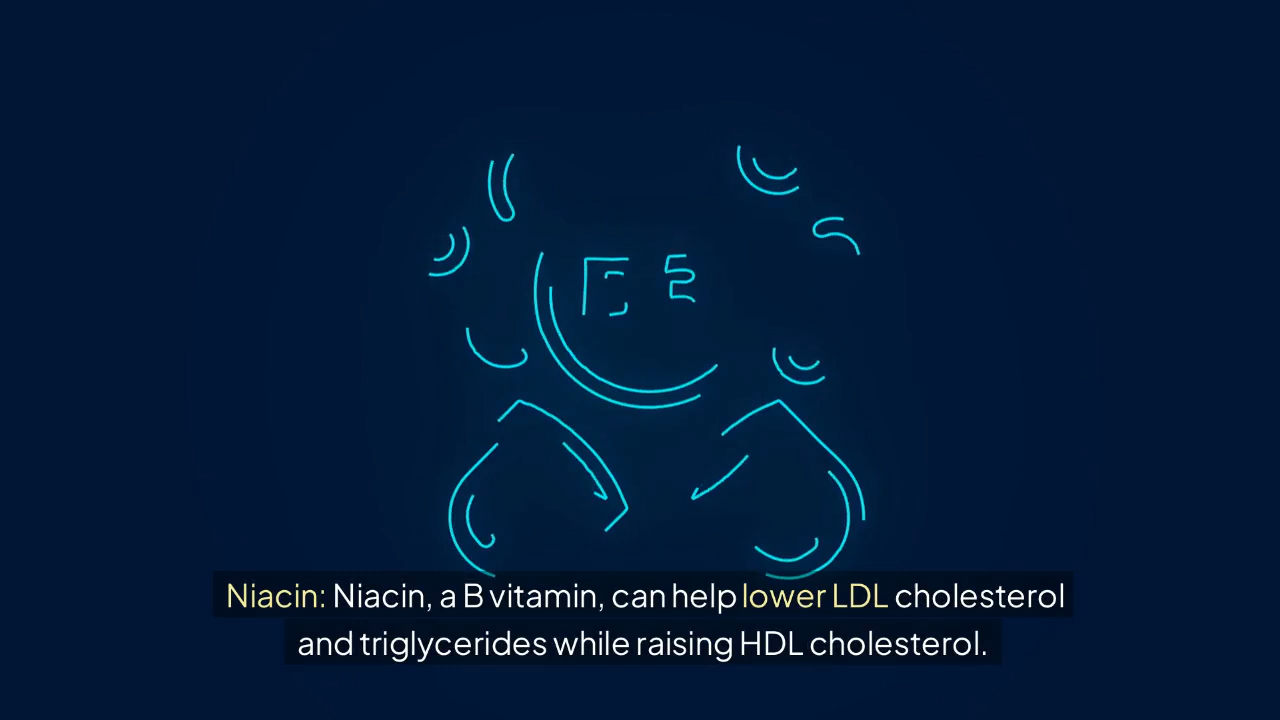 Niacin: Niacin, a B vitamin, can help lower LDL cholesterol
and triglycerides while raising HDL cholesterol.